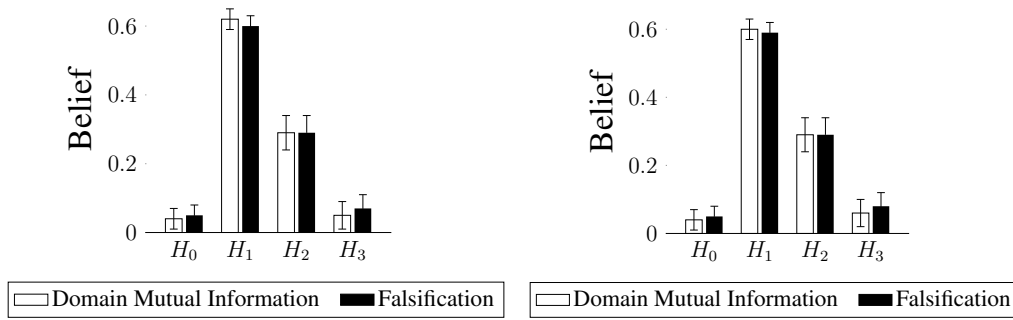 0.6
0.4
0.2
0
Belief
H₀ H₁ H₂ H₃
Domain Mutual Information Falsification
0.6
0.4
0.2
0
Belief
H₀ H₁ H₂ H₃
Domain Mutual Information Falsification